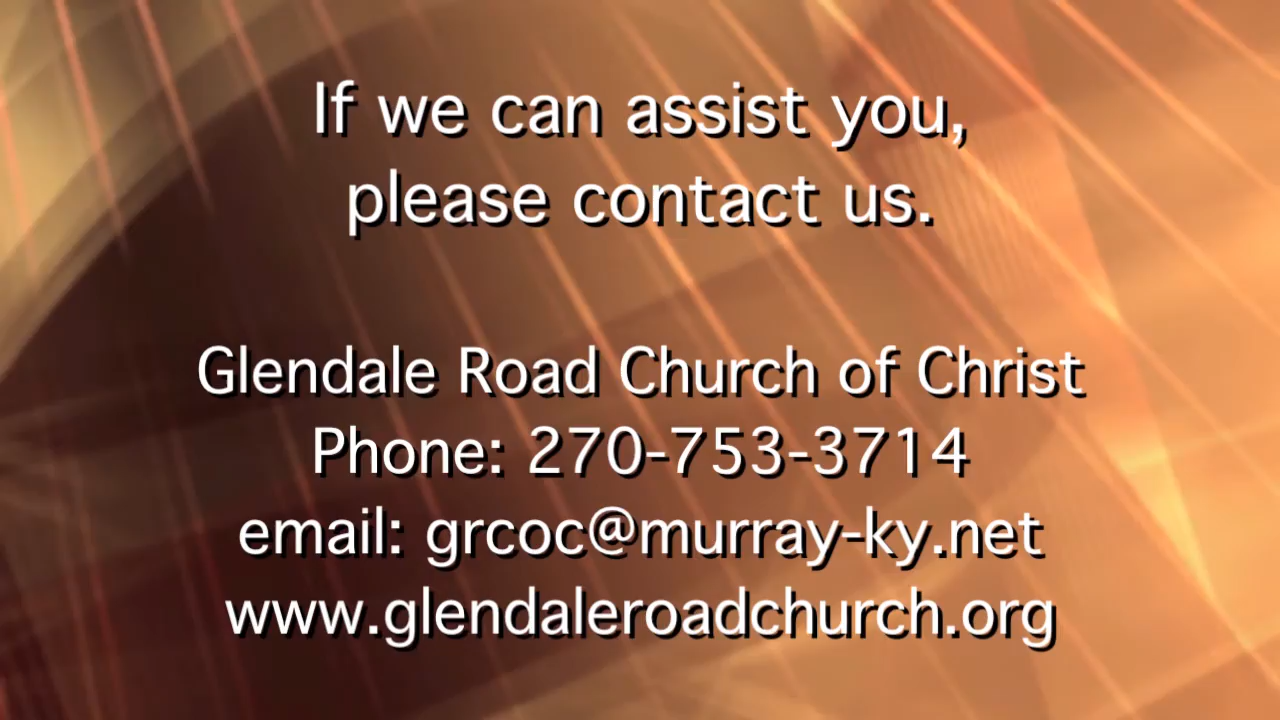 If we can assist you,
please contact us.
Glendale Road Church of Christ
Phone: 270-753-3714
email: grcoc@murray-ky.net
www.glendaleroadchurch.org